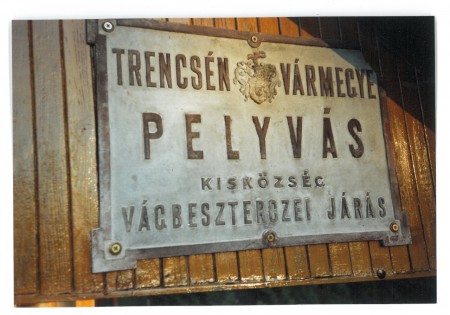 TRENCSÉN VÁRMEGYE
PELYVÁS
KISKÖZSÉG
VÁGBESZTERCZEI JÁRÁS